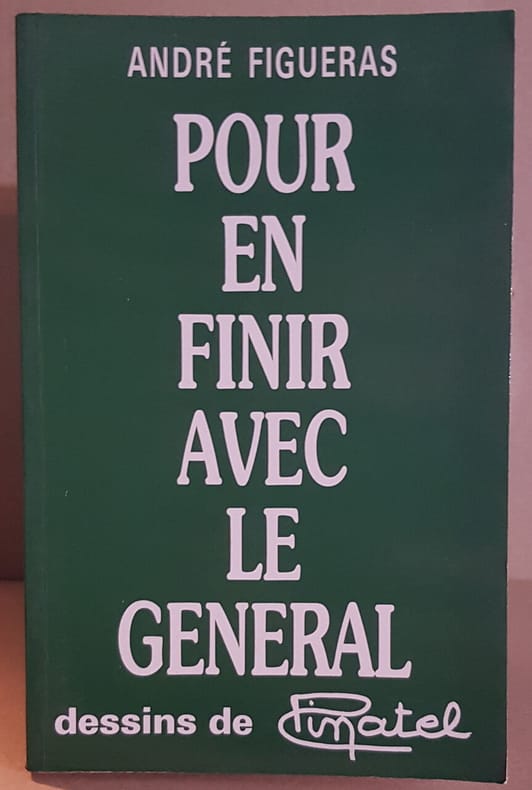 ANDRÉ FIGUERAS
POUR
EN
FINIR
AVEC
LE
GENERAL
dessins de Pinatel